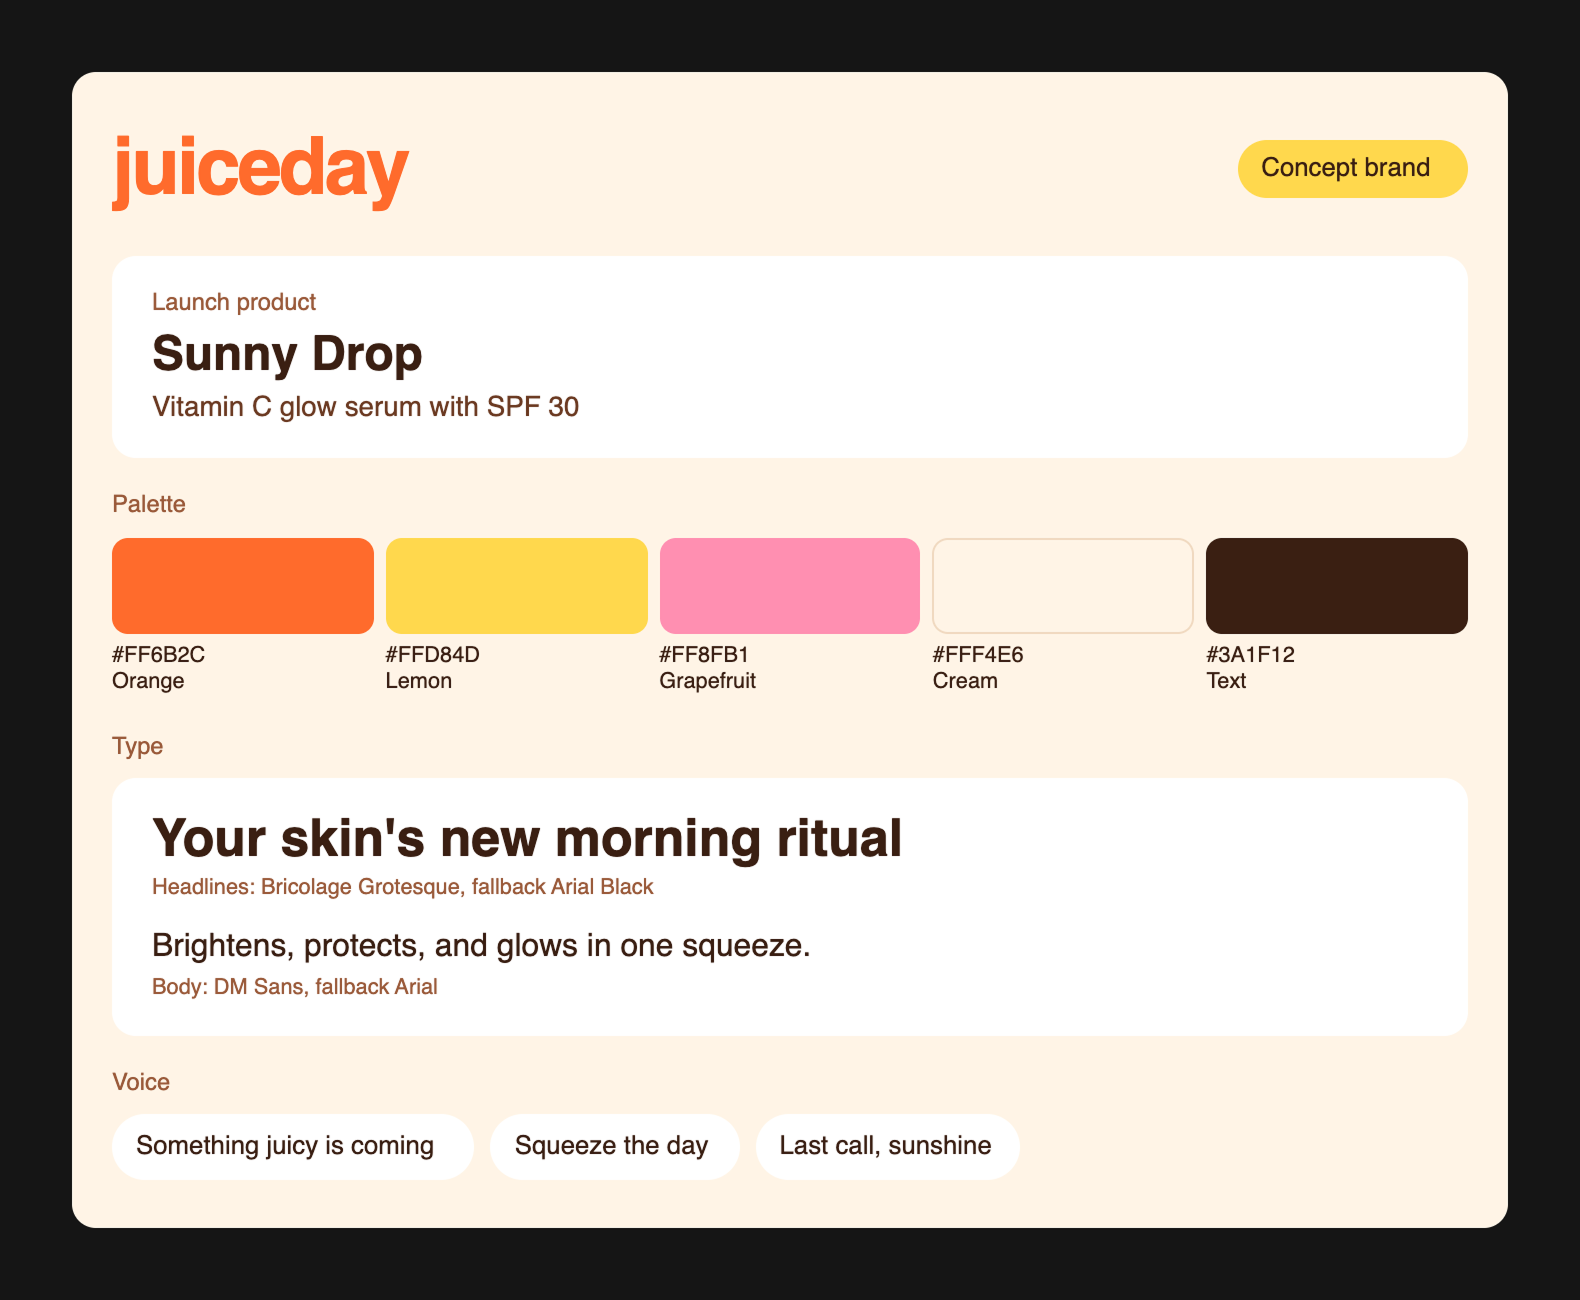 juiceday
Concept brand
Launch product
Sunny Drop
Vitamin C glow serum with SPF 30
Palette
#FF6B2C
Orange
#FFD84D
Lemon
#FF8FB1
Grapefruit
#FFF4E6
Cream
#3A1F12
Text
Type
Your skin's new morning ritual
Headlines: Bricolage Grotesque, fallback Arial Black
Brightens, protects, and glows in one squeeze.
Body: DM Sans, fallback Arial
Voice
Something juicy is coming
Squeeze the day
Last call, sunshine